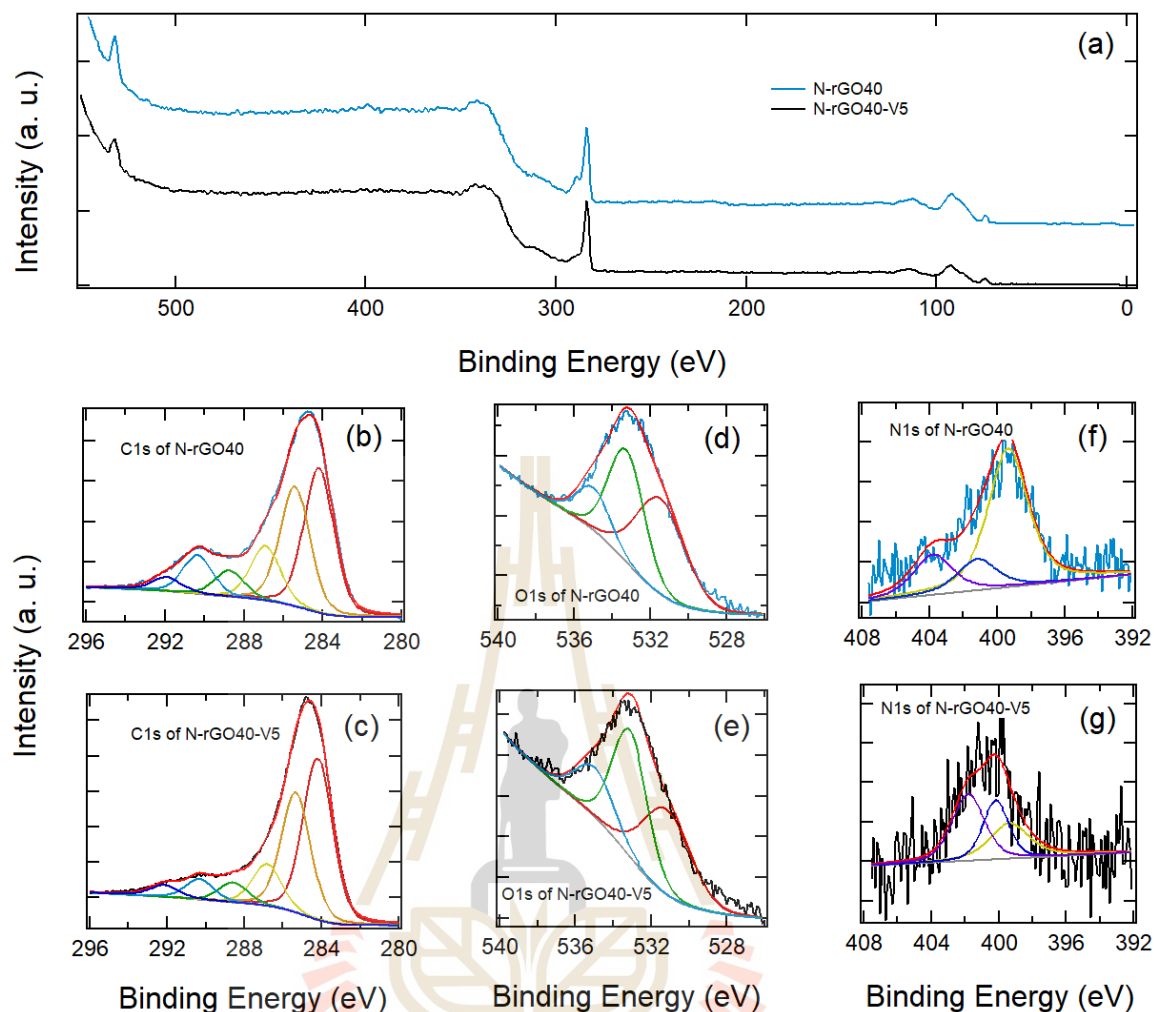 (a)
N-rGO40
N-rGO40-V5
Intensity (a. u.)
500 400 300 200 100 0
Binding Energy (eV)
(b)
C1s of N-rGO40
296 292 288 284 280
(d)
O1s of N-rGO40
540 536 532 528
(f)
N1s of N-rGO40
408 404 400 396 392
Intensity (a. u.)
(c)
C1s of N-rGO40-V5
296 292 288 284 280
Binding Energy (eV)
(e)
O1s of N-rGO40-V5
540 536 532 528
Binding Energy (eV)
(g)
N1s of N-rGO40-V5
408 404 400 396 392
Binding Energy (eV)